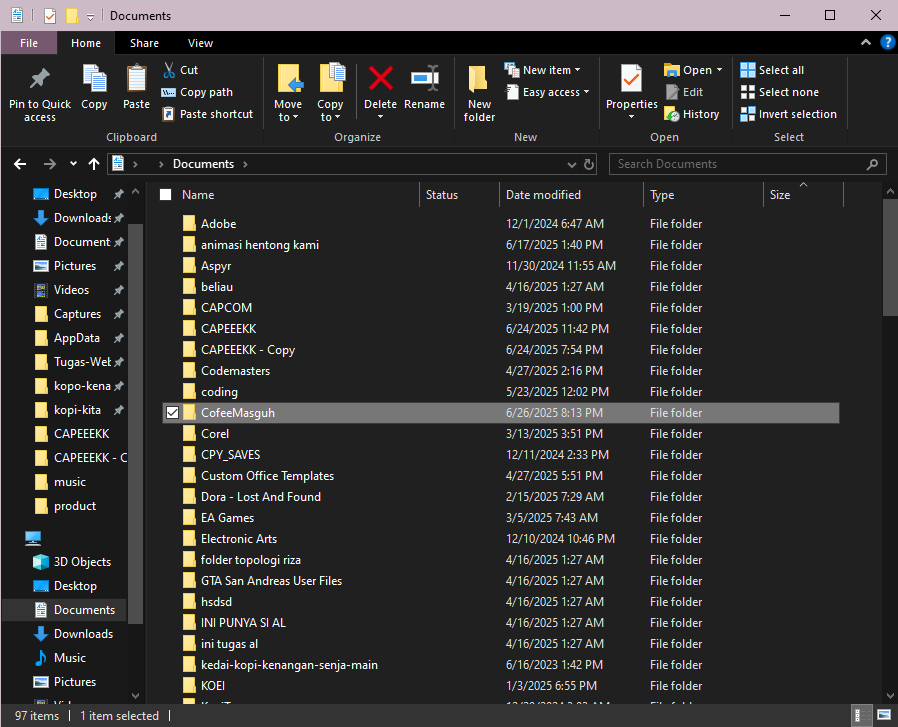 Documents
File Home Share View
Pin to Quick access
Copy
Paste
Cut
Copy path
Paste shortcut
Clipboard
Move to
Copy to
Delete
Rename
Organize
New folder
New item
Easy access
New
Properties
Open
Edit
History
Open
Select all
Select none
Invert selection
Select
Documents
Search Documents
Desktop
Downloads
Document
Pictures
Videos
Captures
AppData
Tugas-Web
kopo-kena
kopi-kita
CAPEEEKK
CAPEEEKK - C
music
product
3D Objects
Desktop
Documents
Downloads
Music
Pictures
Name Status Date modified Type Size
Adobe 12/1/2024 6:47 AM File folder
animasi hentong kami 6/17/2025 1:40 PM File folder
Aspyr 11/30/2024 11:55 AM File folder
beliau 4/16/2025 1:27 AM File folder
CAPCOM 3/19/2025 1:00 PM File folder
CAPEEEKK 6/24/2025 11:42 PM File folder
CAPEEEKK - Copy 6/24/2025 7:54 PM File folder
Codemasters 4/27/2025 2:16 PM File folder
coding 5/23/2025 12:02 PM File folder
CofeeMasguh 6/26/2025 8:13 PM File folder
Corel 3/13/2025 3:51 PM File folder
CPY_SAVES 12/11/2024 2:33 PM File folder
Custom Office Templates 4/27/2025 5:51 PM File folder
Dora - Lost And Found 2/15/2025 7:29 AM File folder
EA Games 3/5/2025 7:43 AM File folder
Electronic Arts 12/10/2024 10:46 PM File folder
folder topologi riza 4/16/2025 1:27 AM File folder
GTA San Andreas User Files 4/16/2025 1:27 AM File folder
hsdsd 4/16/2025 1:27 AM File folder
INI PUNYA SI AL 4/16/2025 1:27 AM File folder
ini tugas al 4/16/2025 1:27 AM File folder
kedai-kopi-kenangan-senja-main 6/16/2023 1:42 PM File folder
KOEI 1/3/2025 6:55 PM File folder
97 items 1 item selected